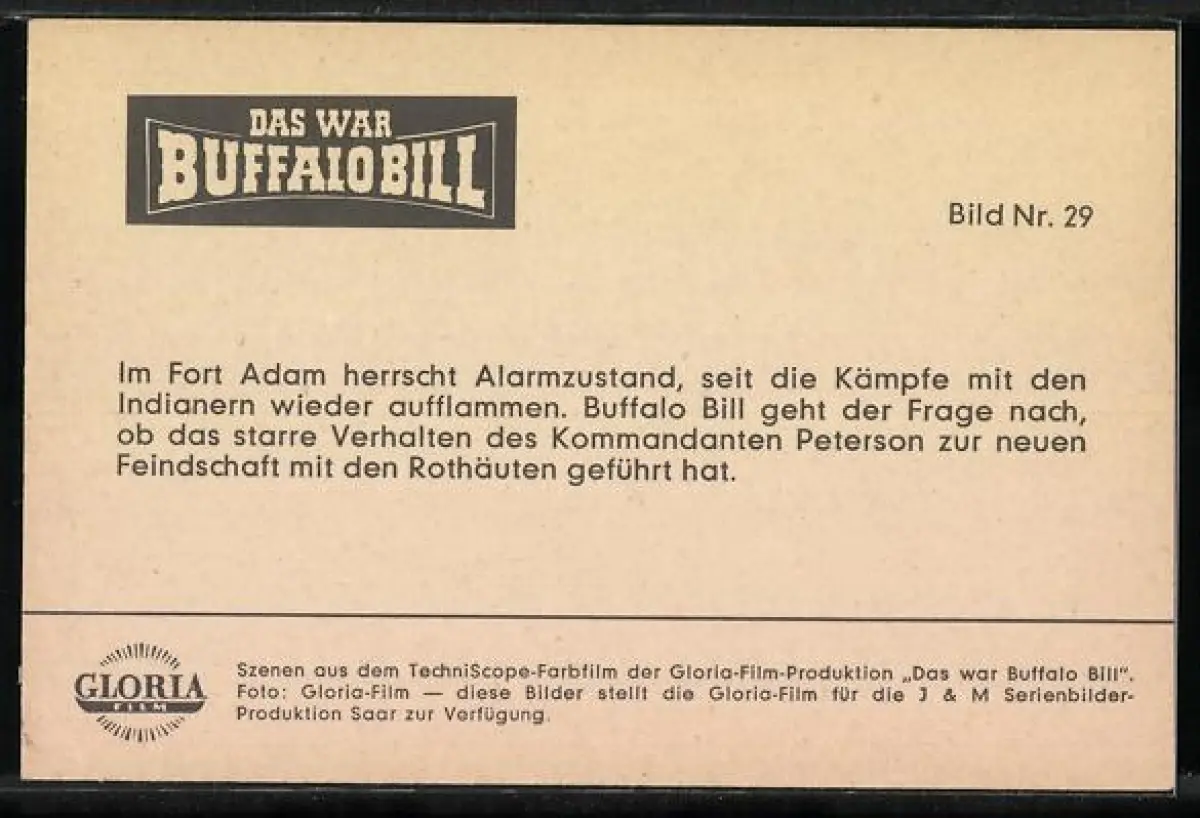 DAS WAR
BUFFALO BILL
Bild Nr. 29
Im Fort Adam herrscht Alarmzustand, seit die Kämpfe mit den
Indianern wieder aufflammen. Buffalo Bill geht der Frage nach,
ob das starre Verhalten des Kommandanten Peterson zur neuen
Feindschaft mit den Rothäuten geführt hat.
GLORIA
FILM
Szenen aus dem TechniScope-Farbfilm der Gloria-Film-Produktion „Das war Buffalo Bill“.
Foto: Gloria-Film — diese Bilder stellt die Gloria-Film für die J & M Serienbilder-
Produktion Saar zur Verfügung.